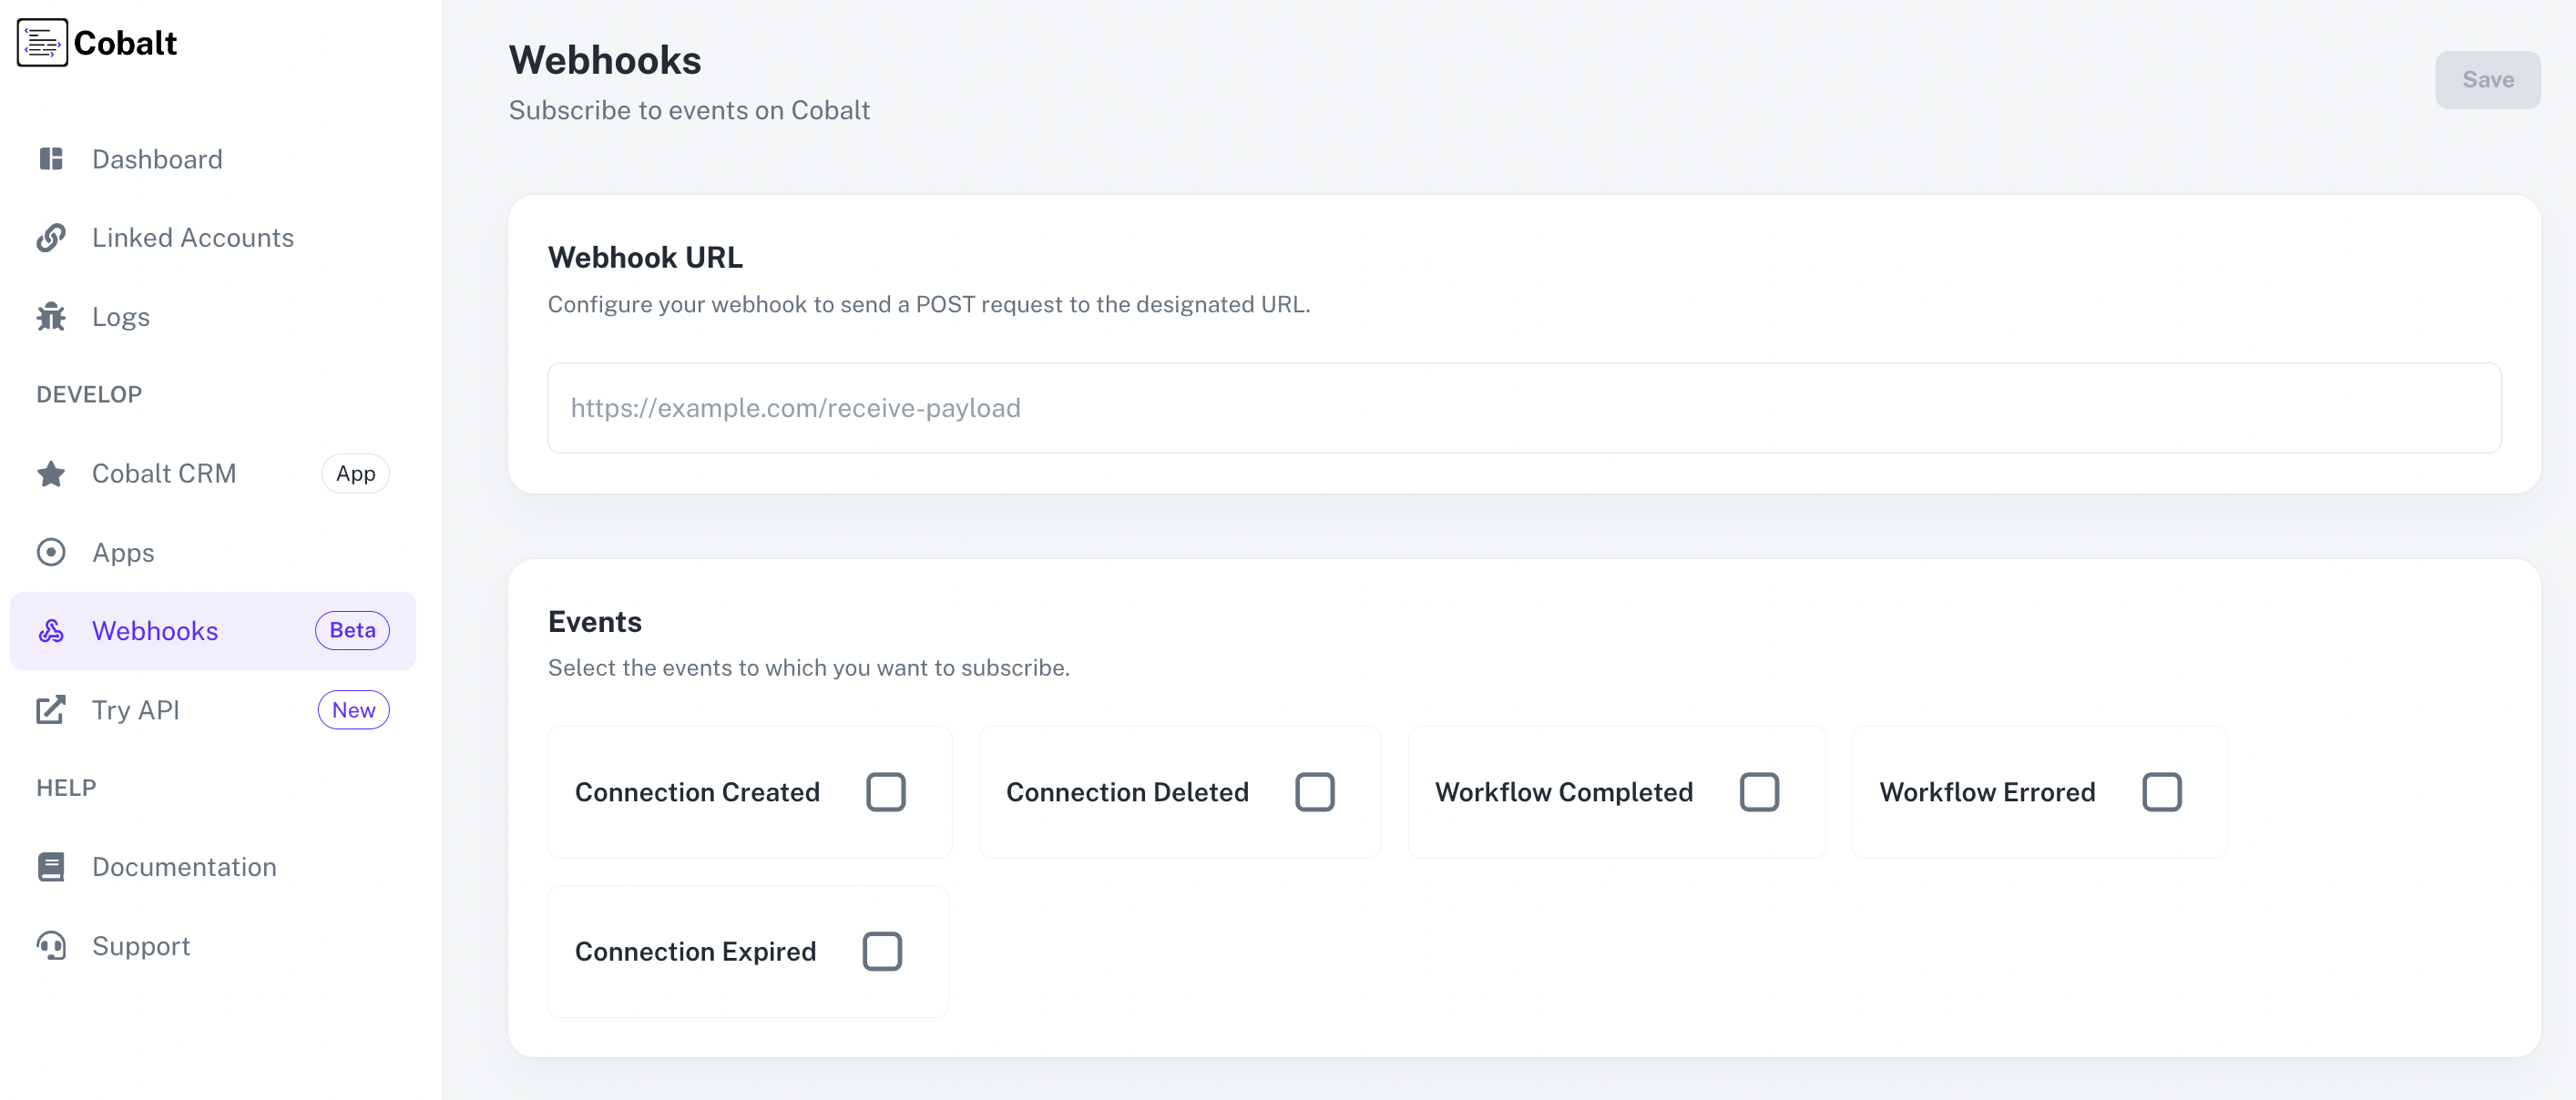 Cobalt
Dashboard
Linked Accounts
Logs
DEVELOP
Cobalt CRM App
Apps
Webhooks Beta
Try API New
HELP
Documentation
Support
Webhooks
Save
Subscribe to events on Cobalt
Webhook URL
Configure your webhook to send a POST request to the designated URL.
https://example.com/receive-payload
Events
Select the events to which you want to subscribe.
Connection Created
Connection Deleted
Workflow Completed
Workflow Errored
Connection Expired